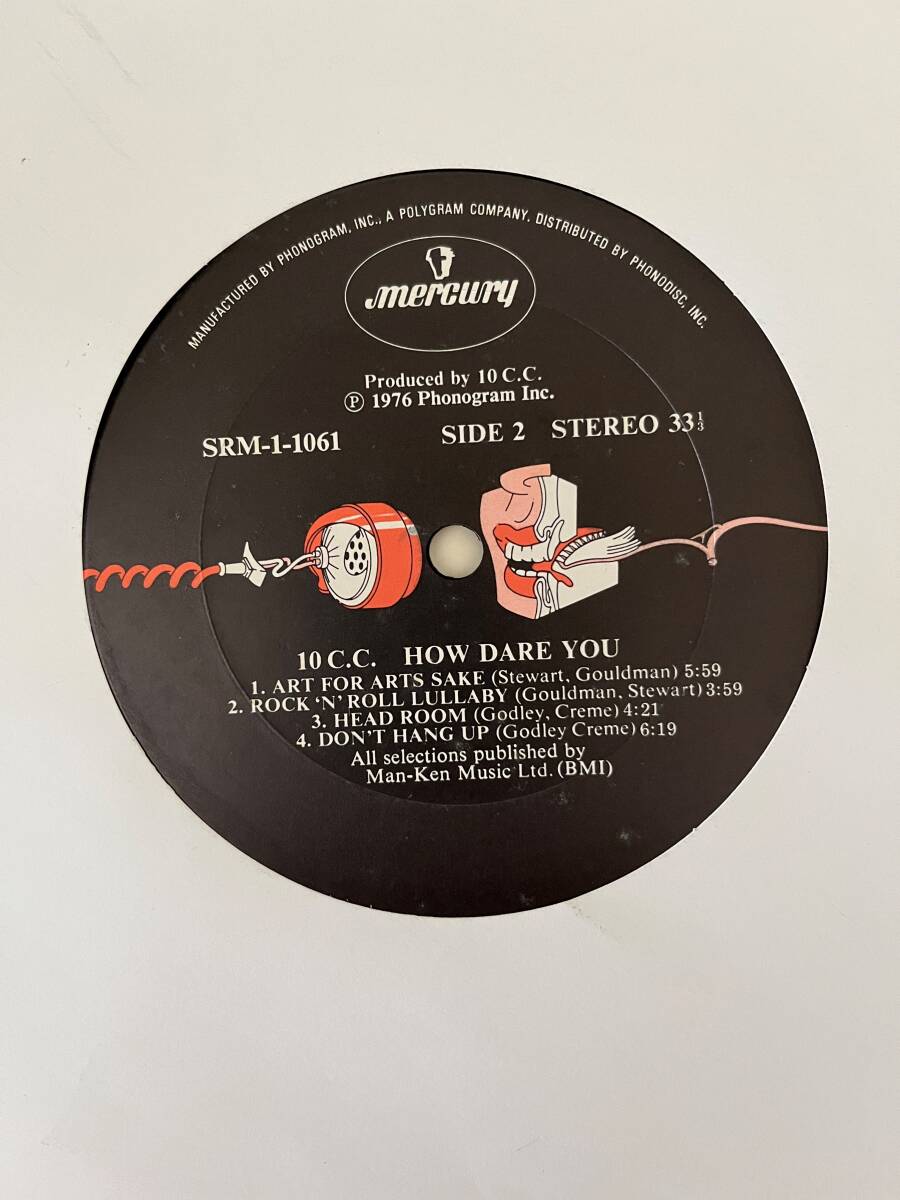 MANUFACTURED BY PHONOGRAM, INC., A POLYGRAM COMPANY. DISTRIBUTED BY PHONODISC, INC.
mercury
Produced by 10 C.C.
Ⓟ 1976 Phonogram Inc.
SRM-1-1061 SIDE 2 STEREO 33⅓
10 C.C. HOW DARE YOU
1. ART FOR ARTS SAKE (Stewart, Gouldman) 5:59
2. ROCK ‘N’ ROLL LULLABY (Gouldman, Stewart) 3:59
3. HEAD ROOM (Godley, Creme) 4:21
4. DON'T HANG UP (Godley Creme) 6:19
All selections published by
Man-Ken Music Ltd. (BMI)